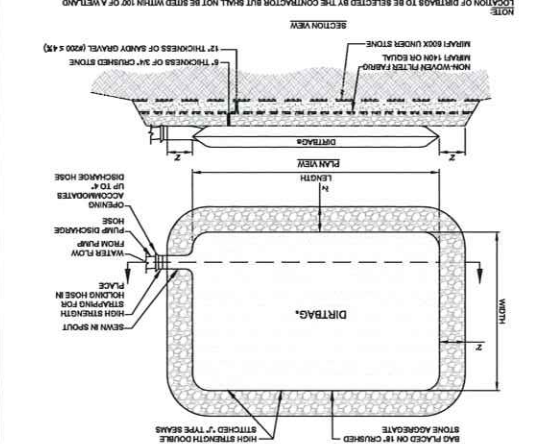 BAG PLACED ON 18" CRUSHED
STONE AGGREGATE
HIGH STRENGTH DOUBLE
STITCHED "J" TYPE SEAMS
SEWN IN SPOUT
HIGH STRENGTH
STRAPPING FOR
HOLDING HOSE IN
PLACE
WATER FLOW
FROM PUMP
PUMP DISCHARGE
HOSE
OPENING
ACCOMMODATES
UP TO 4"
DISCHARGE HOSE
2'
WIDTH
DIRTBAG®
2'
LENGTH
PLAN VIEW
2'
2'
DIRTBAG®
NON-WOVEN FILTER FABRIC
MIRAFI 140N OR EQUAL
MIRAFI 600X UNDER STONE
6" THICKNESS OF 3/4" CRUSHED STONE
12" THICKNESS OF SANDY GRAVEL (#200 ≤ 4%)
SECTION VIEW
NOTE:
LOCATION OF DIRTBAGS TO BE SELECTED BY THE CONTRACTOR BUT SHALL NOT BE SITED WITHIN 100' OF A WETLAND